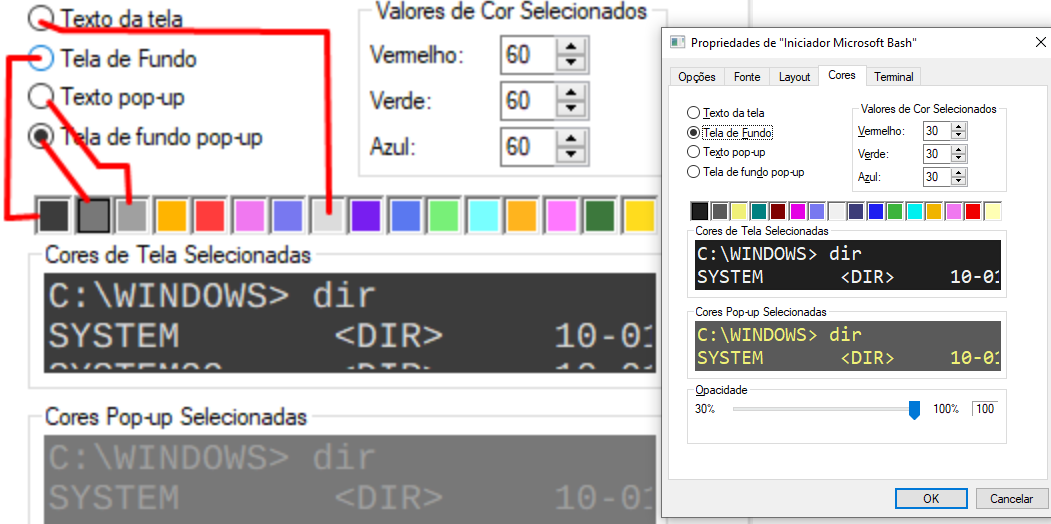 Texto da tela
Tela de Fundo
Texto pop-up
Tela de fundo pop-up
Valores de Cor Selecionados
Vermelho: 60
Verde: 60
Azul: 60
Cores de Tela Selecionadas
C:\WINDOWS> dir
SYSTEM <DIR> 10-01
Cores Pop-up Selecionadas
C:\WINDOWS> dir
SYSTEM <DIR> 10-01
Propriedades de "Iniciador Microsoft Bash"
Opções Fonte Layout Cores Terminal
Texto da tela
Tela de Fundo
Texto pop-up
Tela de fundo pop-up
Valores de Cor Selecionados
Vermelho: 30
Verde: 30
Azul: 30
Cores de Tela Selecionadas
C:\WINDOWS> dir
SYSTEM <DIR> 10-01
Cores Pop-up Selecionadas
C:\WINDOWS> dir
SYSTEM <DIR> 10-01
Opacidade
30% 100% 100
OK Cancelar